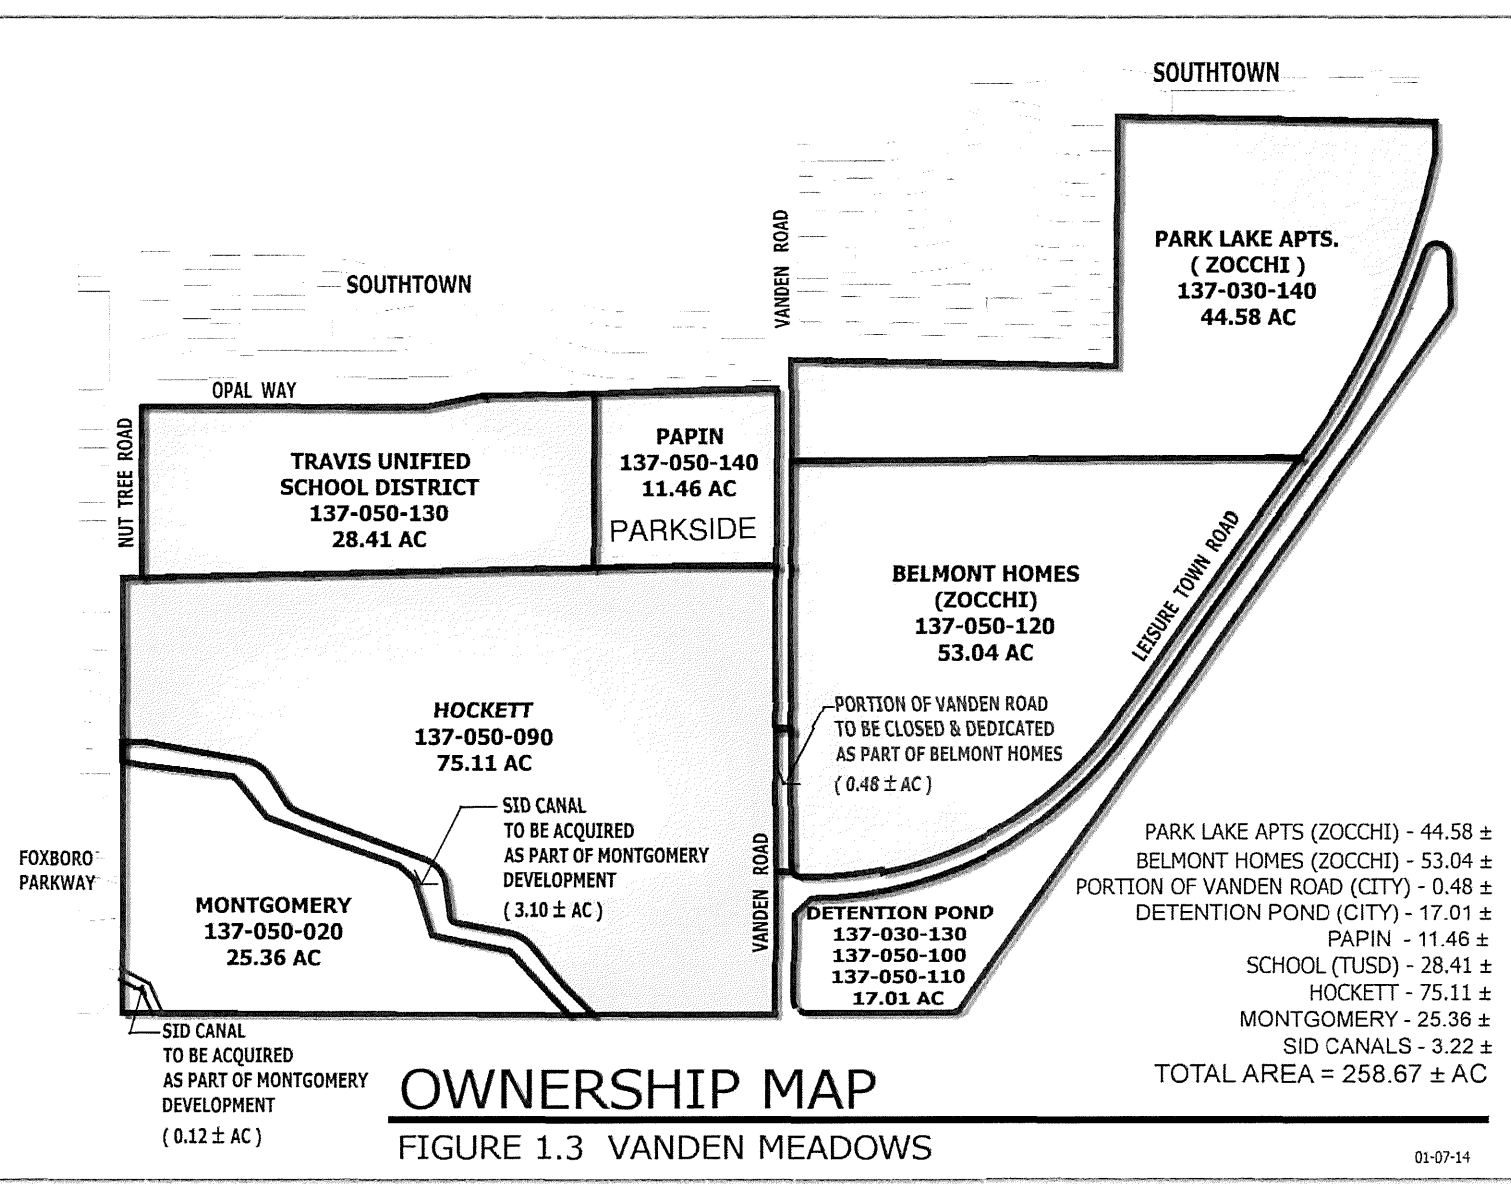 SOUTHTOWN
VANDEN ROAD
PARK LAKE APTS.
( ZOCCHI )
137-030-140
44.58 AC
SOUTHTOWN
OPAL WAY
NUT TREE ROAD
TRAVIS UNIFIED
SCHOOL DISTRICT
137-050-130
28.41 AC
PAPIN
137-050-140
11.46 AC
PARKSIDE
BELMONT HOMES
(ZOCCHI)
137-050-120
53.04 AC
LEISURE TOWN ROAD
HOCKETT
137-050-090
75.11 AC
PORTION OF VANDEN ROAD
TO BE CLOSED & DEDICATED
AS PART OF BELMONT HOMES
( 0.48 ± AC )
SID CANAL
TO BE ACQUIRED
AS PART OF MONTGOMERY
DEVELOPMENT
( 3.10 ± AC )
FOXBORO
PARKWAY
VANDEN ROAD
MONTGOMERY
137-050-020
25.36 AC
DETENTION POND
137-030-130
137-050-100
137-050-110
17.01 AC
SID CANAL
TO BE ACQUIRED
AS PART OF MONTGOMERY
DEVELOPMENT
( 0.12 ± AC )
PARK LAKE APTS (ZOCCHI) - 44.58 ±
BELMONT HOMES (ZOCCHI) - 53.04 ±
PORTION OF VANDEN ROAD (CITY) - 0.48 ±
DETENTION POND (CITY) - 17.01 ±
PAPIN - 11.46 ±
SCHOOL (TUSD) - 28.41 ±
HOCKETT - 75.11 ±
MONTGOMERY - 25.36 ±
SID CANALS - 3.22 ±
TOTAL AREA = 258.67 ± AC
OWNERSHIP MAP
FIGURE 1.3 VANDEN MEADOWS
01-07-14